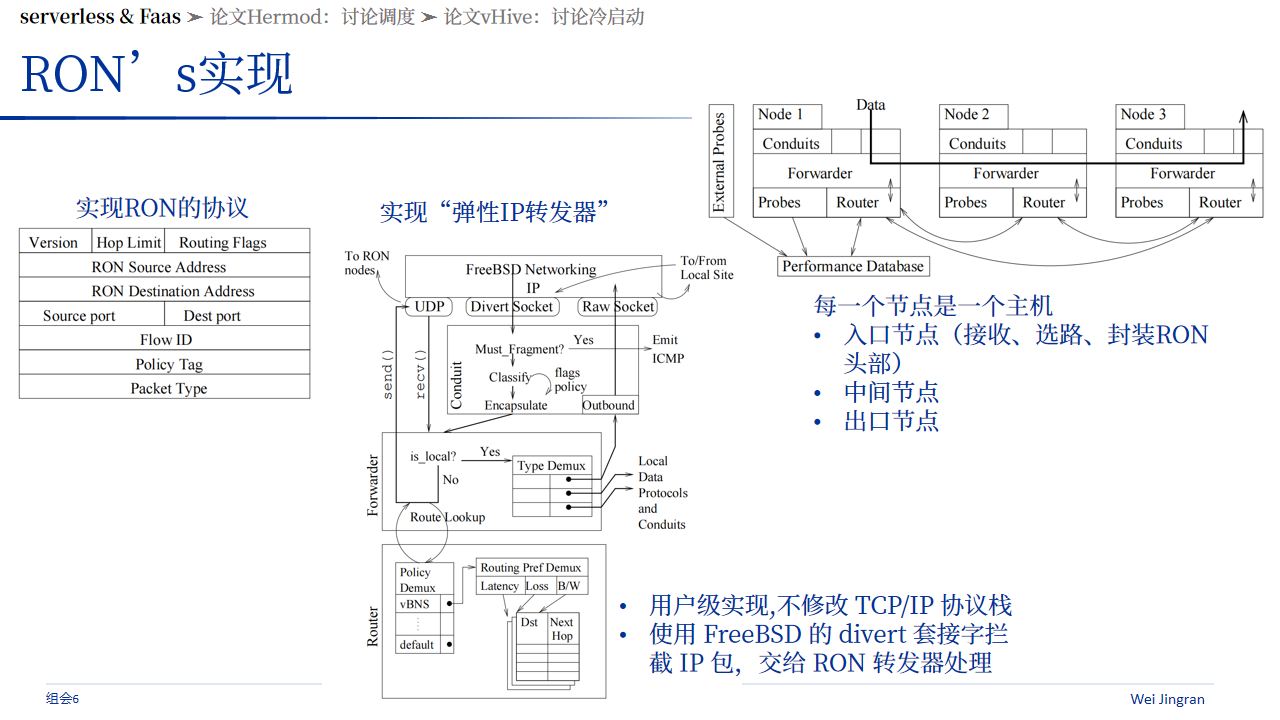 serverless & Faas ➢ 论文Hermod：讨论调度 ➢ 论文vHive：讨论冷启动
RON’s实现
实现RON的协议
Version Hop Limit Routing Flags
RON Source Address
RON Destination Address
Source port Dest port
Flow ID
Policy Tag
Packet Type
实现“弹性IP转发器”
To RON
nodes
FreeBSD Networking
IP
To/From
Local Site
UDP Divert Socket Raw Socket
send()
recv()
Conduit
Must_Fragment? Yes Emit
ICMP
Classify flags
policy
Encapsulate Outbound
Forwarder
is_local? Yes Type Demux
No
Local
Data
Protocols
and
Conduits
Route Lookup
Router
Policy
Demux
vBNS
default
Routing Pref Demux
Latency Loss B/W
Dst Next
Hop
External Probes
Data
Node 1 Node 2 Node 3
Conduits Conduits Conduits
Forwarder Forwarder Forwarder
Probes Router Probes Router Probes Router
Performance Database
每一个节点是一个主机
• 入口节点（接收、选路、封装RON
头部）
• 中间节点
• 出口节点
• 用户级实现,不修改 TCP/IP 协议栈
• 使用 FreeBSD 的 divert 套接字拦
截 IP 包，交给 RON 转发器处理
组会6
Wei Jingran